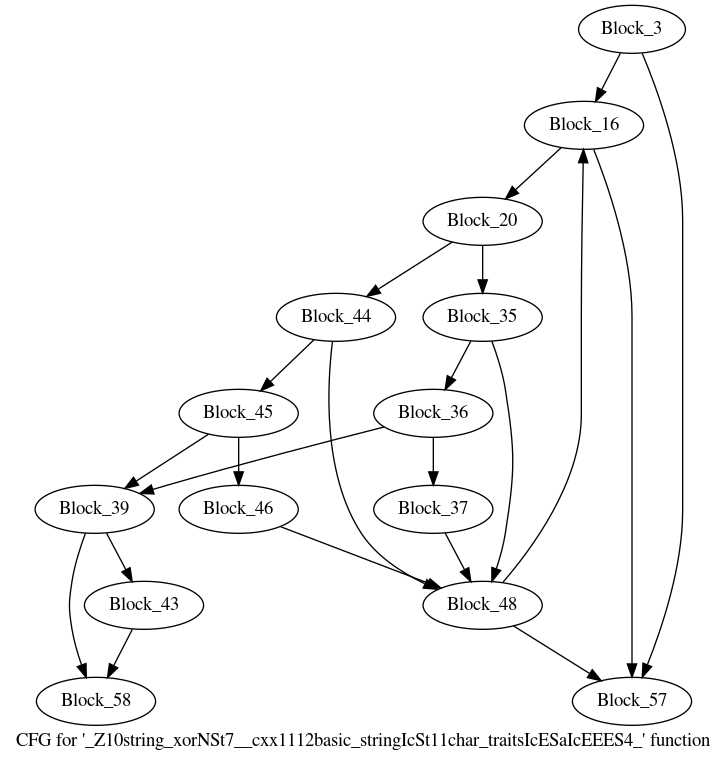 Block_3
Block_16
Block_20
Block_44
Block_35
Block_45
Block_36
Block_39
Block_46
Block_37
Block_43
Block_48
Block_58
Block_57
CFG for '_Z10string_xorNSt7__cxx1112basic_stringIcSt11char_traitsIcESaIcEEES4_' function